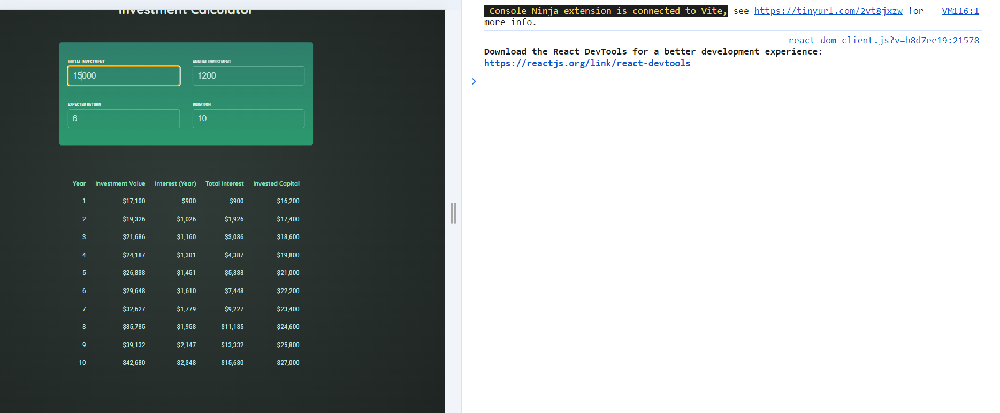 Investment Calculator
INITIAL INVESTMENT ANNUAL INVESTMENT
15000 1200
EXPECTED RETURN DURATION
6 10
Year Investment Value Interest (Year) Total Interest Invested Capital
1 $17,100 $900 $900 $16,200
2 $19,326 $1,026 $1,926 $17,400
3 $21,686 $1,160 $3,086 $18,600
4 $24,187 $1,301 $4,387 $19,800
5 $26,838 $1,451 $5,838 $21,000
6 $29,648 $1,610 $7,448 $22,200
7 $32,627 $1,779 $9,227 $23,400
8 $35,785 $1,958 $11,185 $24,600
9 $39,132 $2,147 $13,332 $25,800
10 $42,680 $2,348 $15,680 $27,000
Console Ninja extension is connected to Vite, see https://tinyurl.com/2vt8jxzw for VM116:1
more info.
react-dom_client.js?v=b8d7ee19:21578
Download the React DevTools for a better development experience:
https://reactjs.org/link/react-devtools